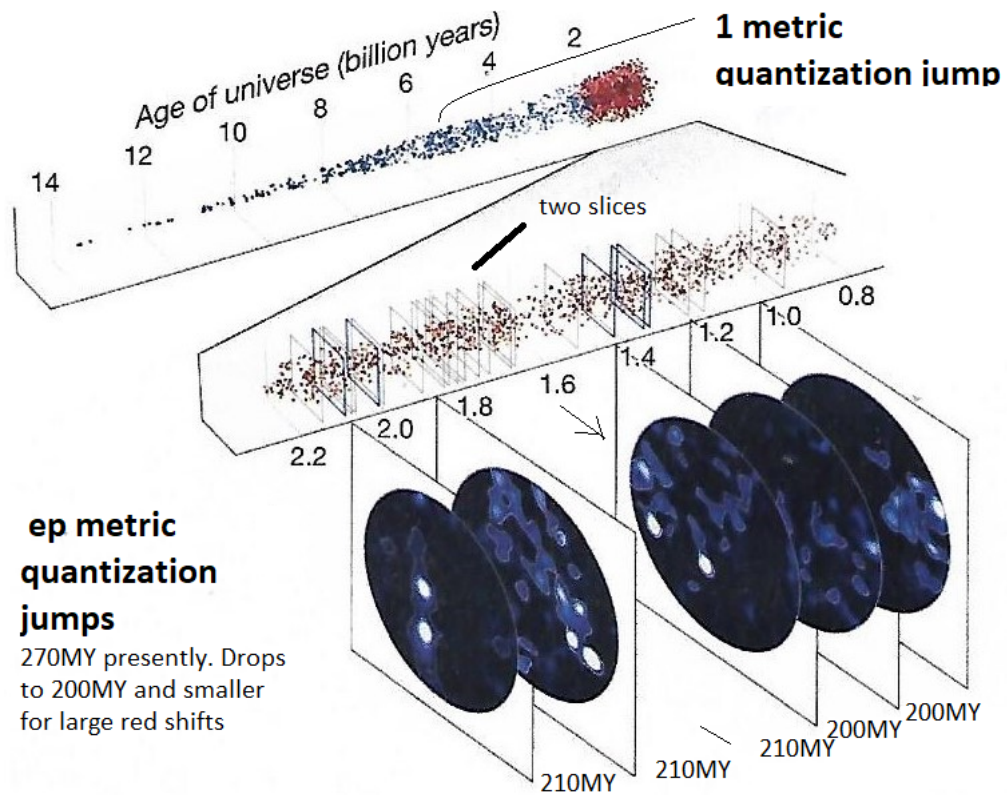 1 metric
quantization jump
Age of universe (billion years)
14
12
10
8
6
4
2
two slices
2.2
2.0
1.8
1.6
1.4
1.2
1.0
0.8
ep metric
quantization
jumps
270MY presently. Drops
to 200MY and smaller
for large red shifts
210MY
210MY
210MY
200MY
200MY